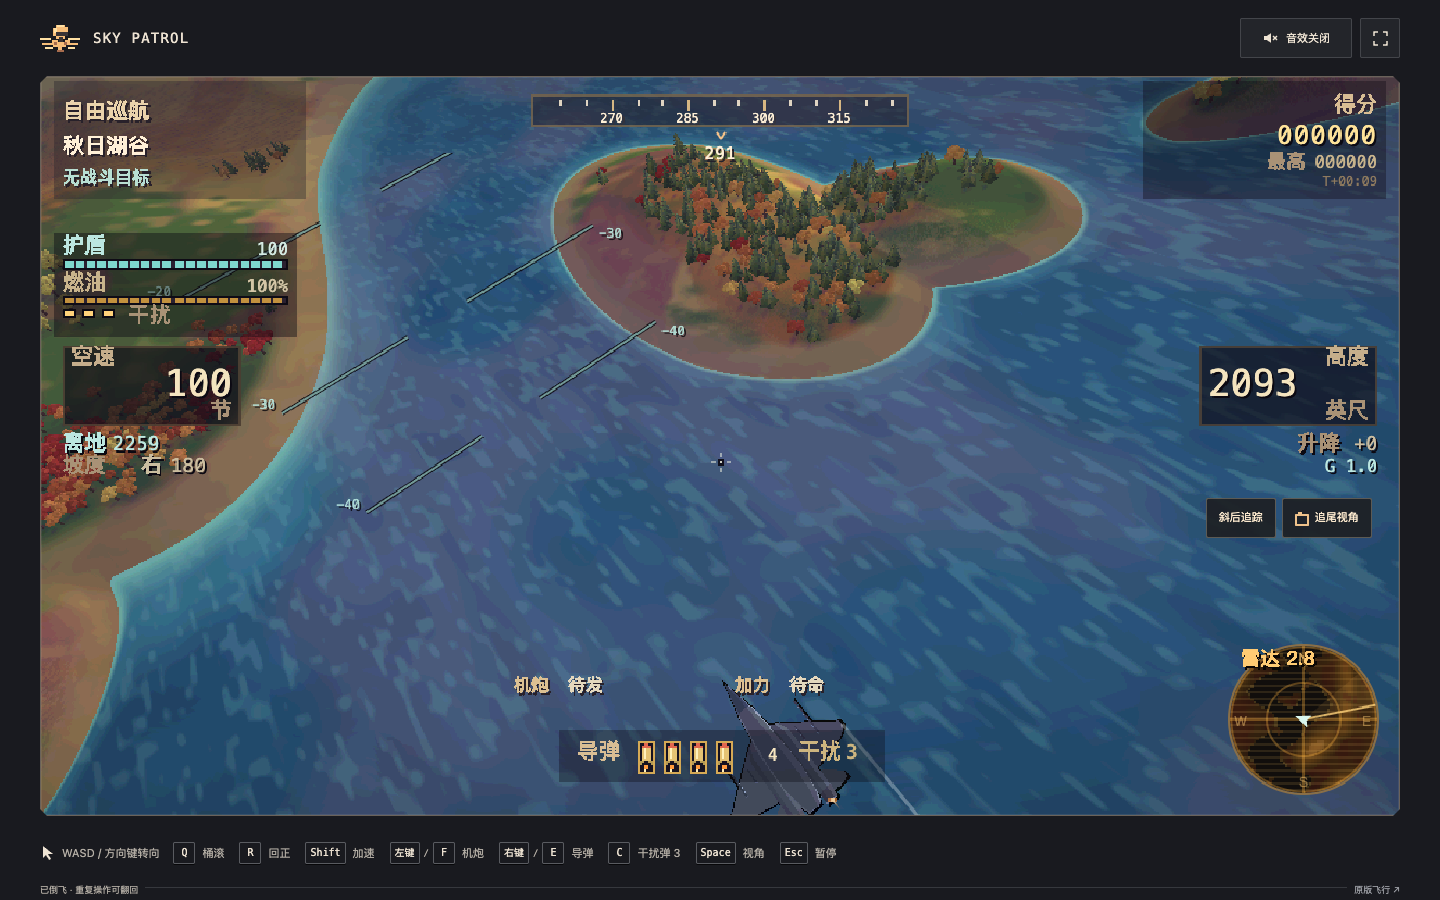 SKY PATROL
音效关闭
自由巡航
秋日湖谷
无战斗目标
270 285 300 315
291
得分
000000
最高 000000
T+00:09
护盾 100
燃油 100%
干扰
-20
-30
-40
-30
-40
空速
100
节
离地 2259
坡度 右 180
高度
2093
英尺
升降 +0
G 1.0
斜后追踪
追尾视角
雷达 2.8
W E
S
机炮 待发
加力 待命
导弹 4 干扰 3
WASD / 方向键转向 Q 桶滚 R 回正 Shift 加速 左键 / F 机炮 右键 / E 导弹 C 干扰弹 3 Space 视角 Esc 暂停
已倒飞 · 重复操作可翻回
原版飞行 ↗